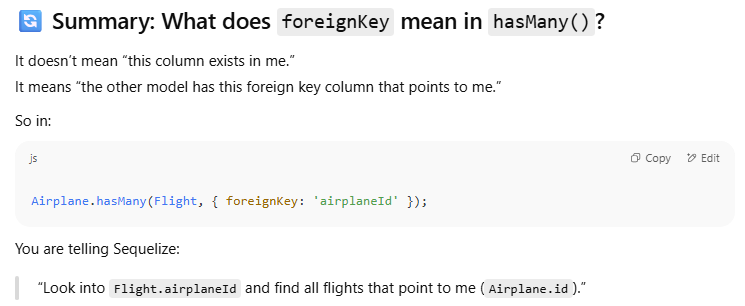 🔄 Summary: What does foreignKey mean in hasMany()?
It doesn’t mean “this column exists in me.”
It means “the other model has this foreign key column that points to me.”
So in:
js Copy Edit
Airplane.hasMany(Flight, { foreignKey: 'airplaneId' });
You are telling Sequelize:
“Look into Flight.airplaneId and find all flights that point to me (Airplane.id).”